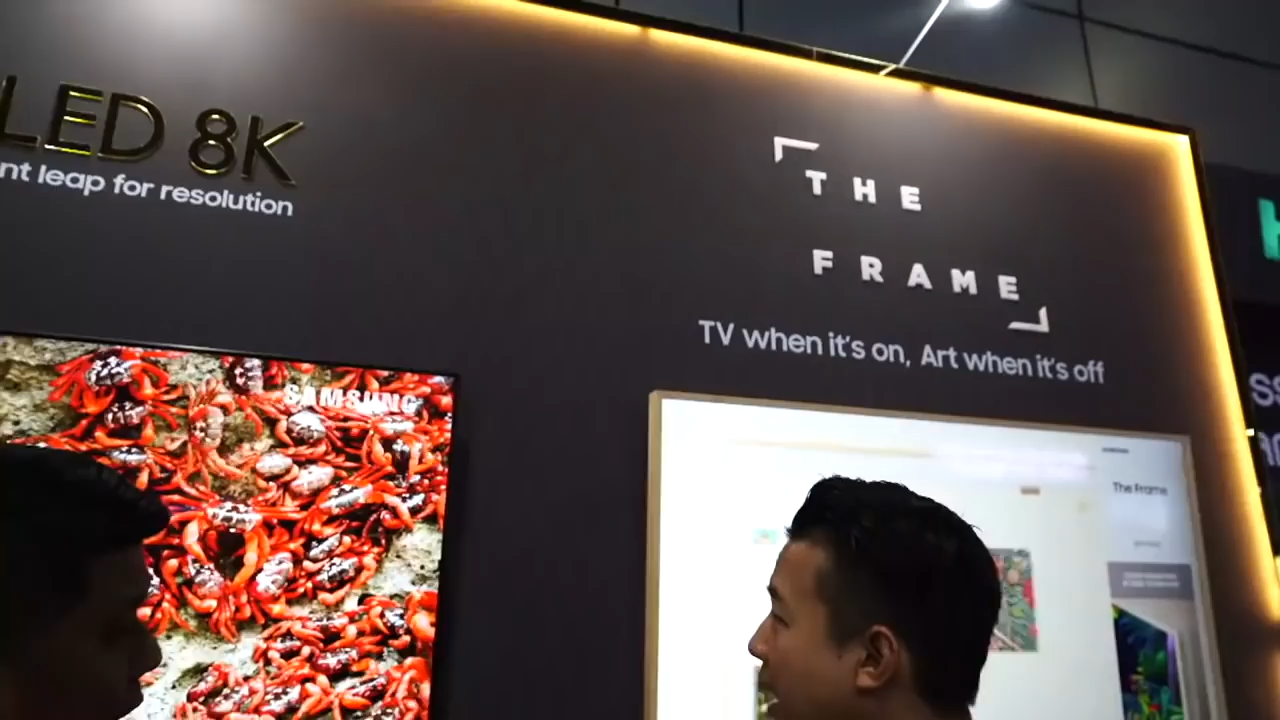 LED 8K
nt leap for resolution
THE
FRAME
TV when it's on, Art when it's off
SAMSUNG
The Frame